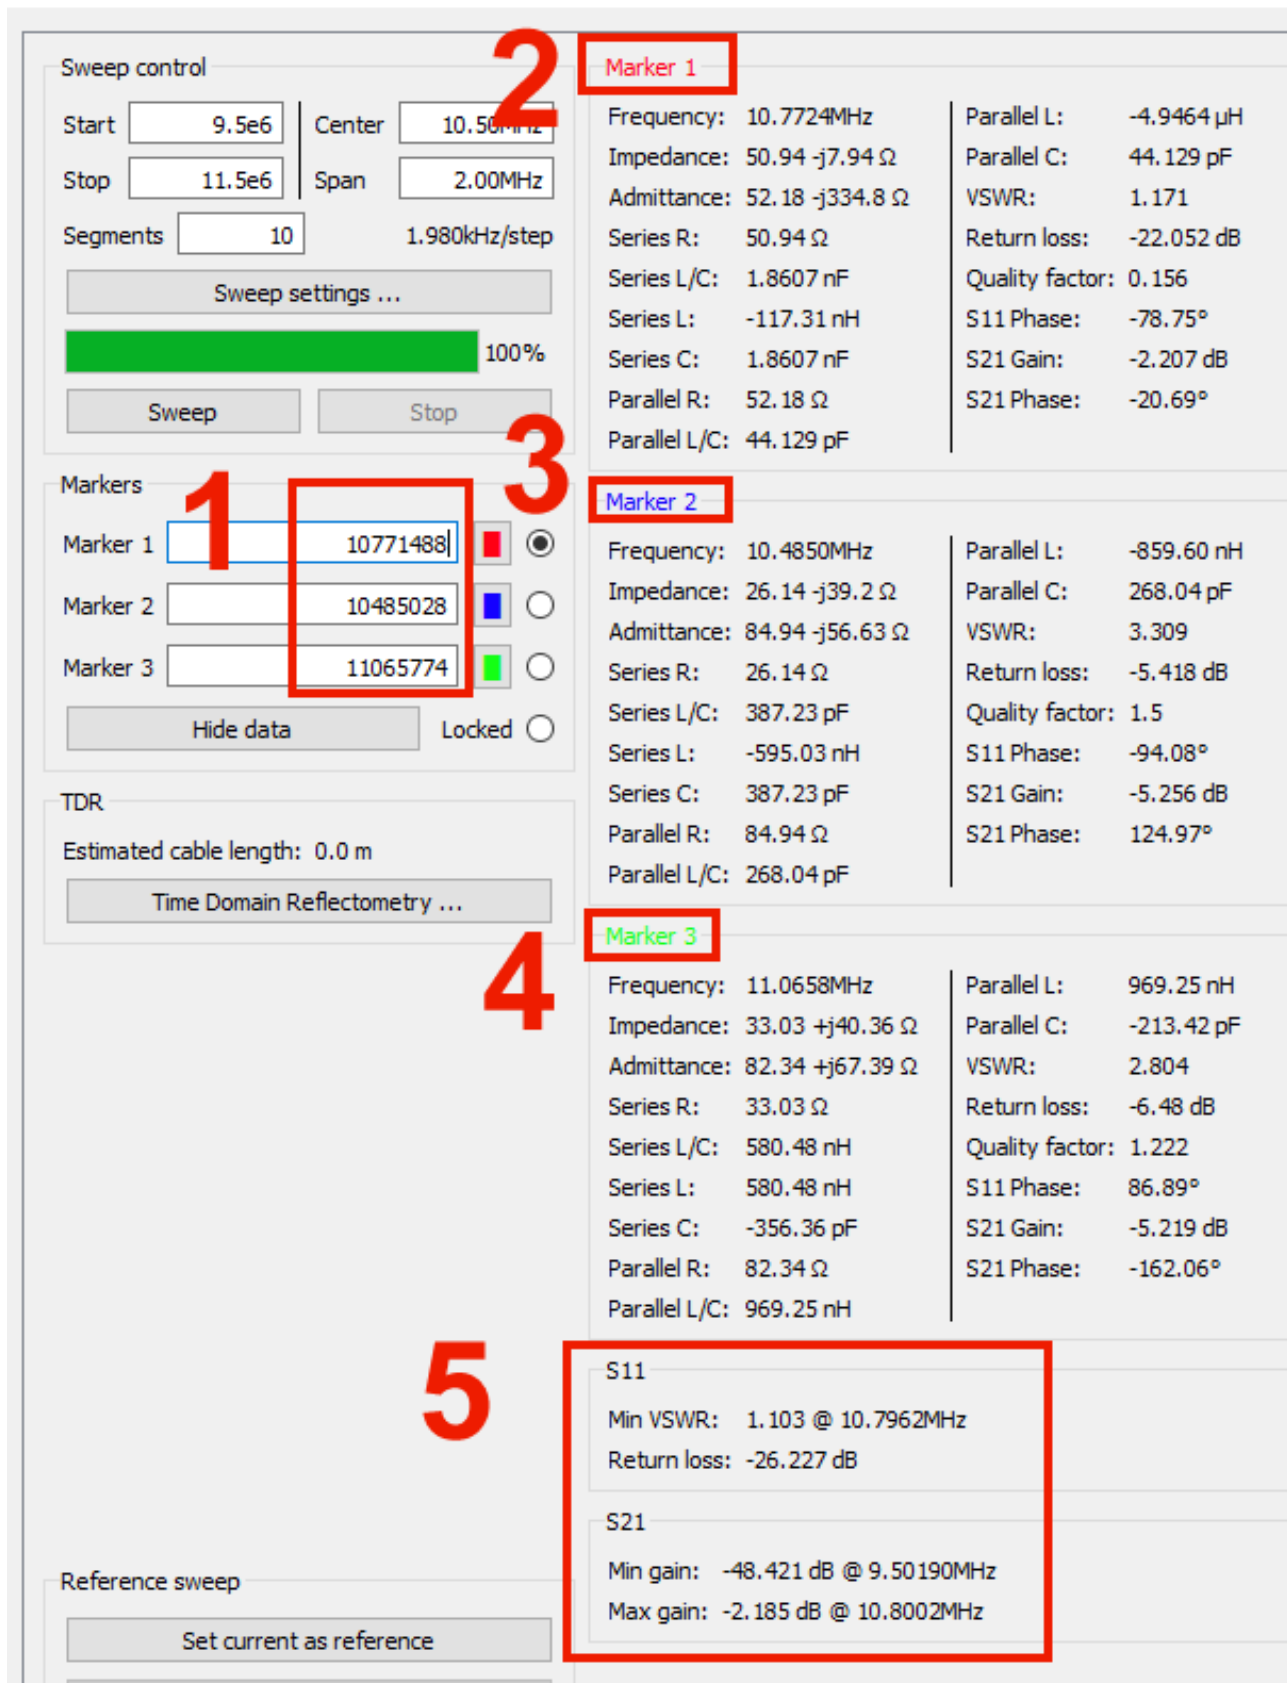 Sweep control
Start 9.5e6 Center 10.50MHz
Stop 11.5e6 Span 2.00MHz
Segments 10 1.980kHz/step
Sweep settings ...
100%
Sweep Stop
Markers
1
Marker 1 10771488
Marker 2 10485028
Marker 3 11065774
Hide data Locked
TDR
Estimated cable length: 0.0 m
Time Domain Reflectometry ...
Reference sweep
Set current as reference
2
Marker 1
Frequency: 10.7724MHz Parallel L: -4.9464 µH
Impedance: 50.94 -j7.94 Ω Parallel C: 44.129 pF
Admittance: 52.18 -j334.8 Ω VSWR: 1.171
Series R: 50.94 Ω Return loss: -22.052 dB
Series L/C: 1.8607 nF Quality factor: 0.156
Series L: -117.31 nH S11 Phase: -78.75°
Series C: 1.8607 nF S21 Gain: -2.207 dB
Parallel R: 52.18 Ω S21 Phase: -20.69°
Parallel L/C: 44.129 pF
3
Marker 2
Frequency: 10.4850MHz Parallel L: -859.60 nH
Impedance: 26.14 -j39.2 Ω Parallel C: 268.04 pF
Admittance: 84.94 -j56.63 Ω VSWR: 3.309
Series R: 26.14 Ω Return loss: -5.418 dB
Series L/C: 387.23 pF Quality factor: 1.5
Series L: -595.03 nH S11 Phase: -94.08°
Series C: 387.23 pF S21 Gain: -5.256 dB
Parallel R: 84.94 Ω S21 Phase: 124.97°
Parallel L/C: 268.04 pF
4
Marker 3
Frequency: 11.0658MHz Parallel L: 969.25 nH
Impedance: 33.03 +j40.36 Ω Parallel C: -213.42 pF
Admittance: 82.34 +j67.39 Ω VSWR: 2.804
Series R: 33.03 Ω Return loss: -6.48 dB
Series L/C: 580.48 nH Quality factor: 1.222
Series L: 580.48 nH S11 Phase: 86.89°
Series C: -356.36 pF S21 Gain: -5.219 dB
Parallel R: 82.34 Ω S21 Phase: -162.06°
Parallel L/C: 969.25 nH
5
S11
Min VSWR: 1.103 @ 10.7962MHz
Return loss: -26.227 dB
S21
Min gain: -48.421 dB @ 9.50190MHz
Max gain: -2.185 dB @ 10.8002MHz